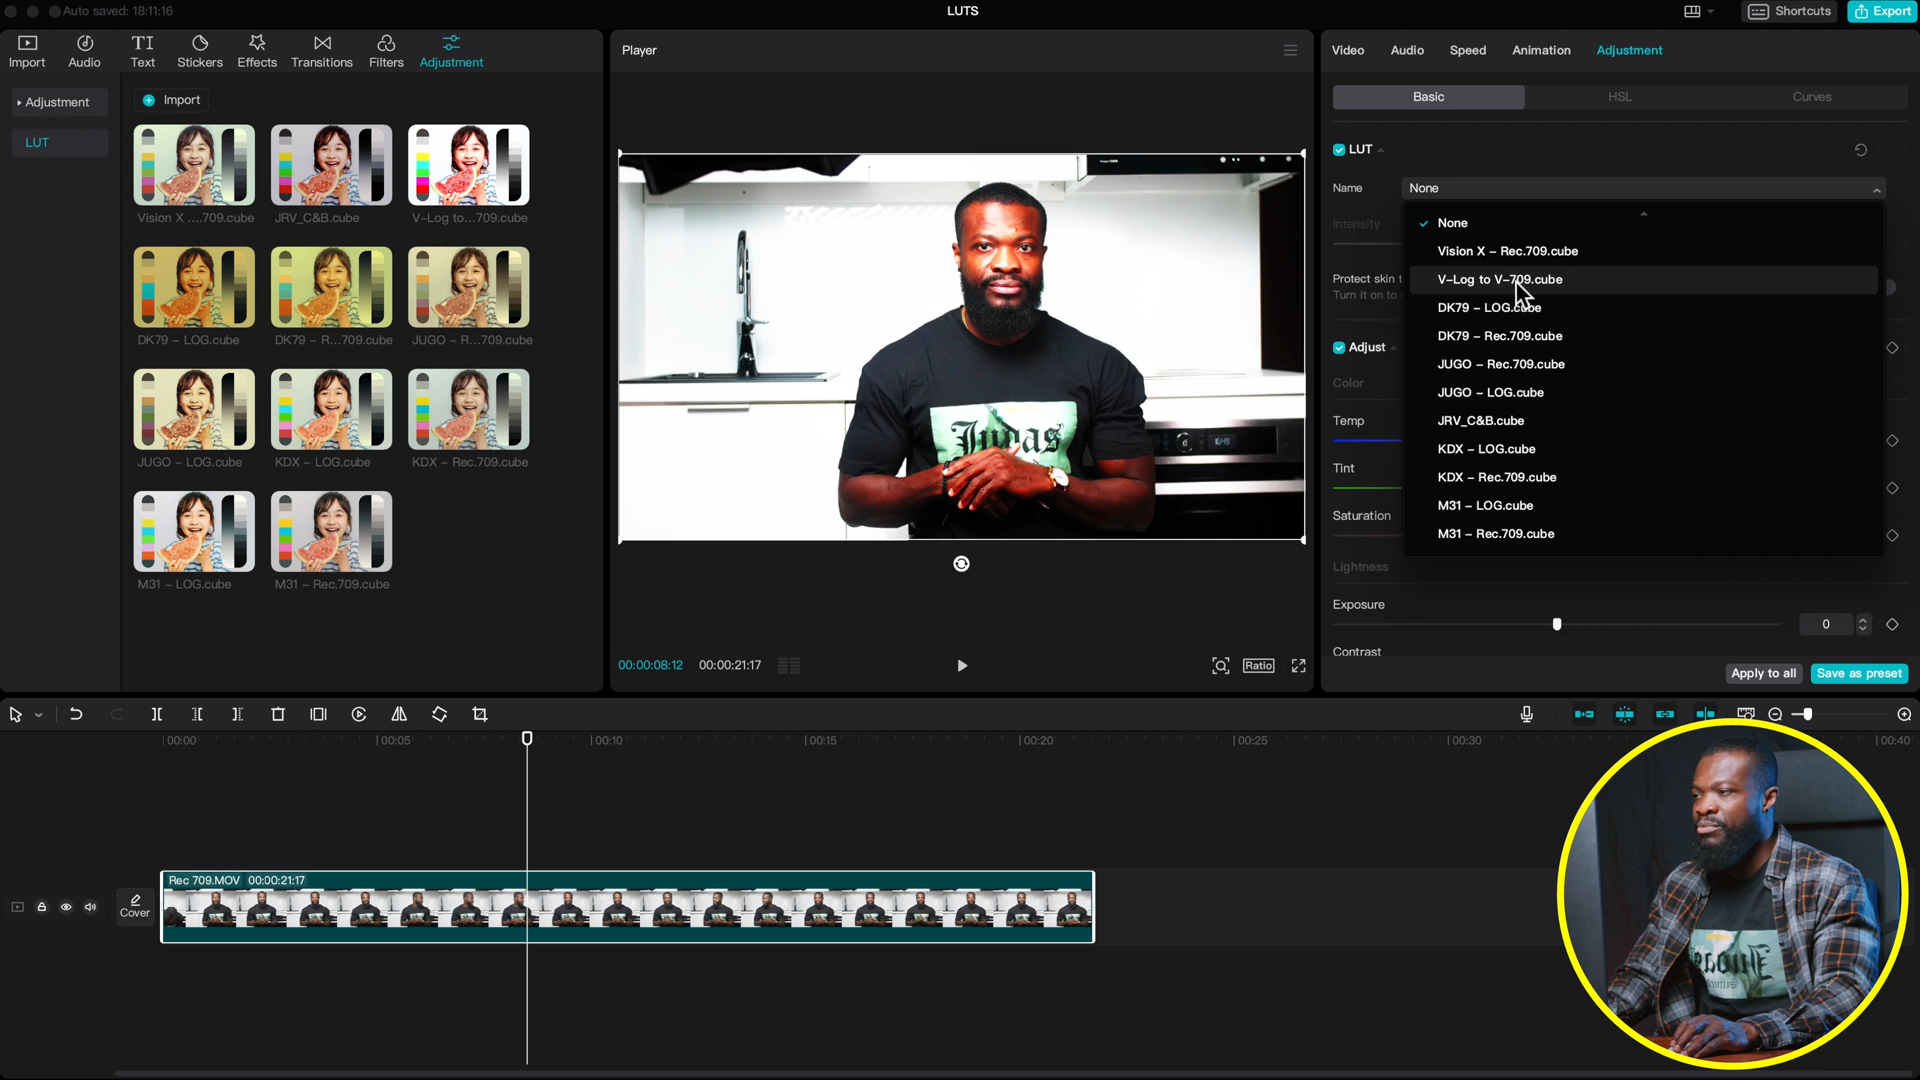 Auto saved: 18:11:16
LUTS
Shortcuts
Export
Import
Audio
Text
Stickers
Effects
Transitions
Filters
Adjustment
Adjustment
LUT
Import
Vision X ....709.cube
JRV_C&B.cube
V-Log to...709.cube
DK79 – LOG.cube
DK79 – R...709.cube
JUGO – R...709.cube
JUGO – LOG.cube
KDX – LOG.cube
KDX – Rec.709.cube
M31 – LOG.cube
M31 – Rec.709.cube
Player
Judas
00:00:08:12
00:00:21:17
Ratio
Video
Audio
Speed
Animation
Adjustment
Basic
HSL
Curves
LUT
Name
None
Intensity
Protect skin t
Turn it on to
None
Vision X – Rec.709.cube
V-Log to V-709.cube
DK79 – LOG.cube
DK79 – Rec.709.cube
JUGO – Rec.709.cube
JUGO – LOG.cube
JRV_C&B.cube
KDX – LOG.cube
KDX – Rec.709.cube
M31 – LOG.cube
M31 – Rec.709.cube
Adjust
Color
Temp
Tint
Saturation
Lightness
Exposure
0
Contrast
Apply to all
Save as preset
00:00
00:05
00:10
00:15
00:20
00:25
00:30
00:40
Cover
Rec 709.MOV 00:00:21:17